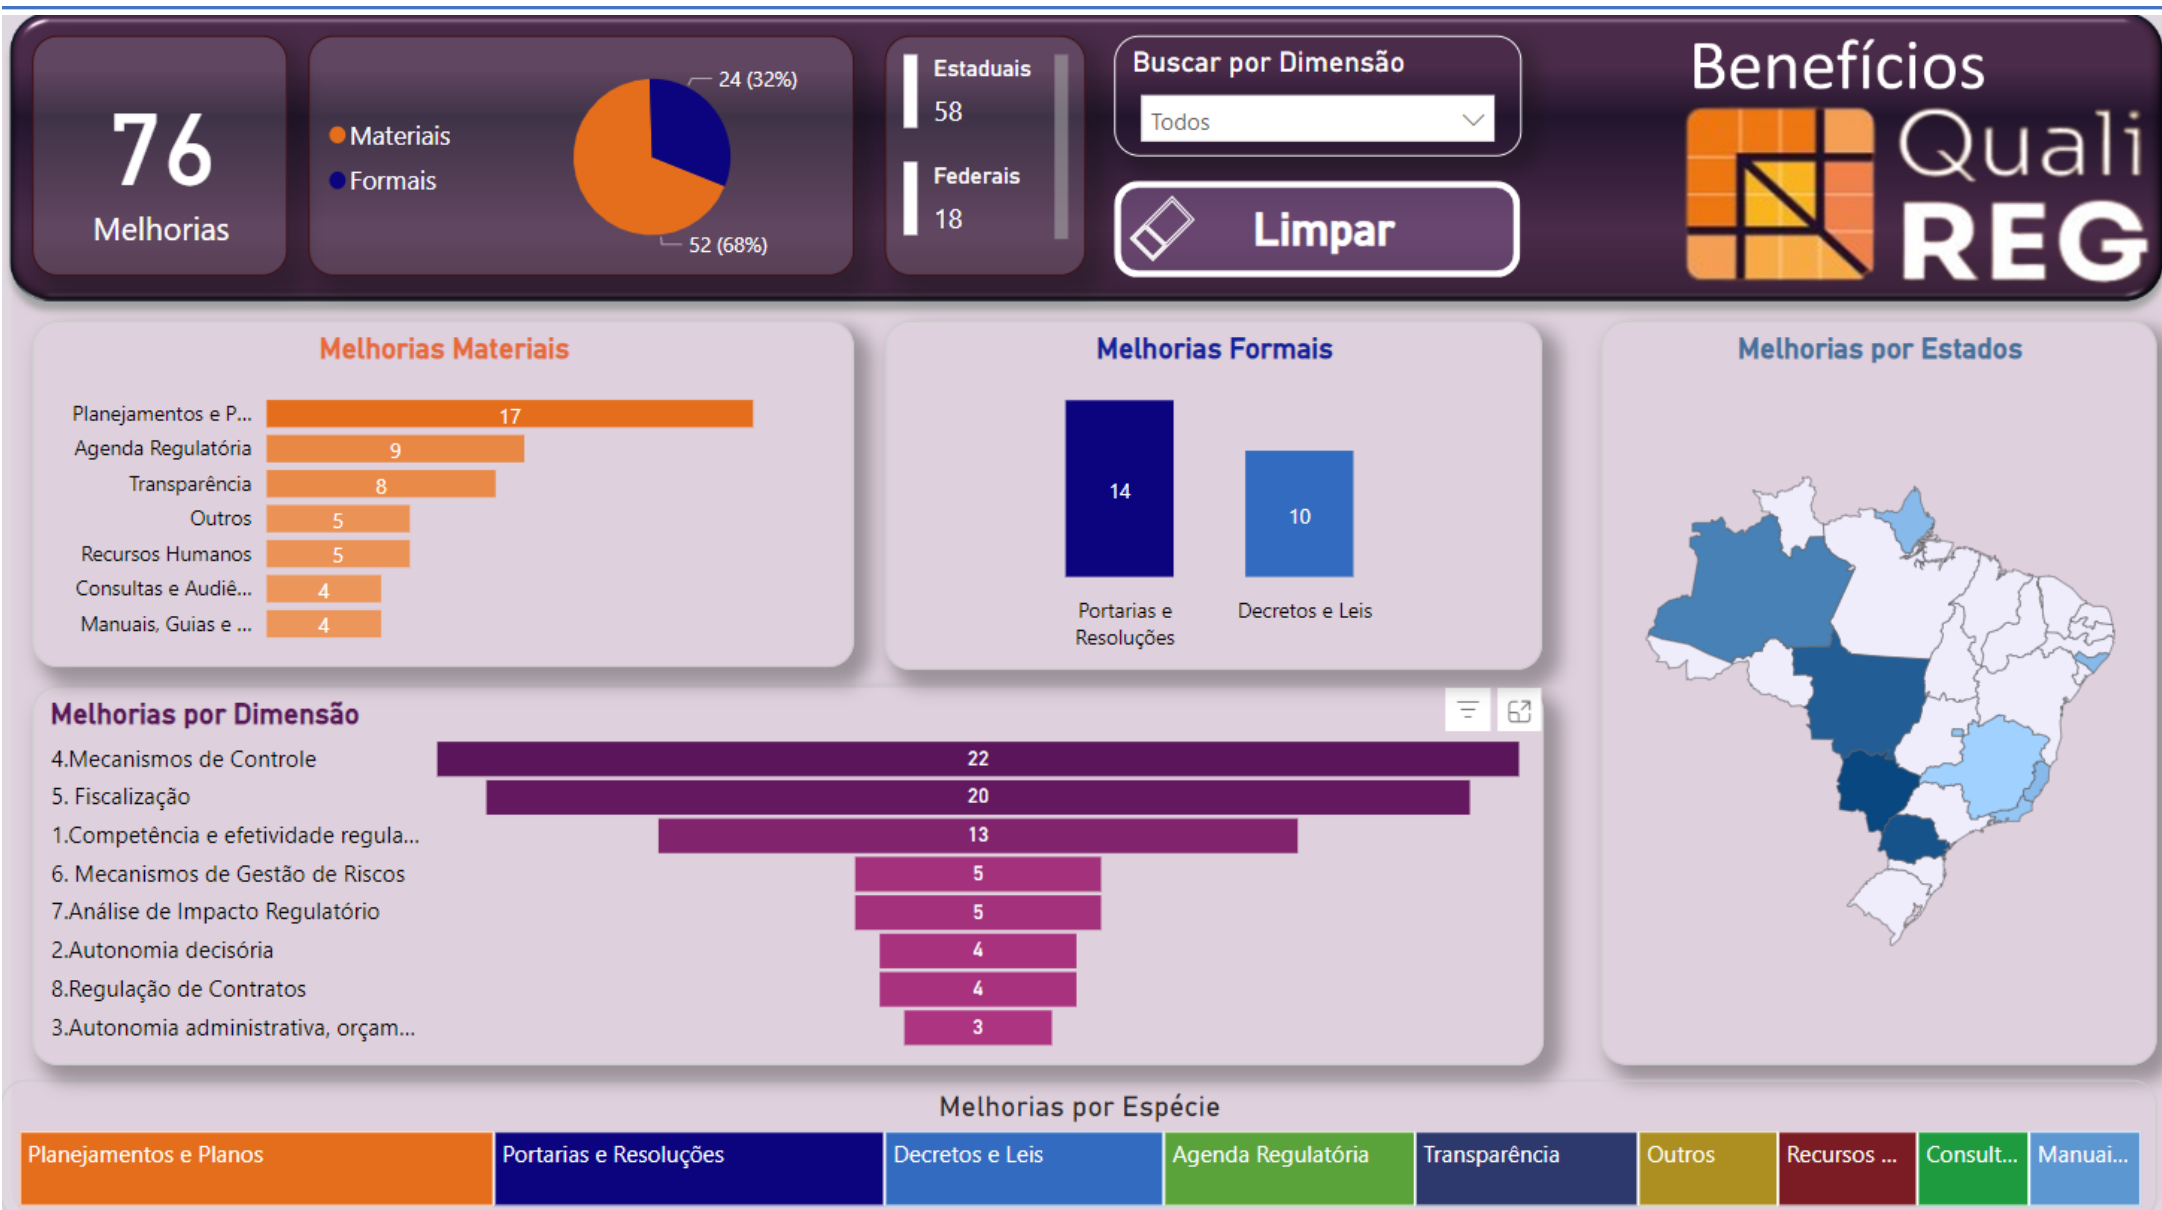 76
Melhorias
Materiais
Formais
24 (32%)
52 (68%)
Estaduais
58
Federais
18
Buscar por Dimensão
Todos
Limpar
Benefícios
Quali
REG
Melhorias Materiais
Planejamentos e P... 17
Agenda Regulatória 9
Transparência 8
Outros 5
Recursos Humanos 5
Consultas e Audiê... 4
Manuais, Guias e ... 4
Melhorias Formais
14
10
Portarias e
Resoluções
Decretos e Leis
Melhorias por Estados
Melhorias por Dimensão
4.Mecanismos de Controle 22
5. Fiscalização 20
1.Competência e efetividade regula... 13
6. Mecanismos de Gestão de Riscos 5
7.Análise de Impacto Regulatório 5
2.Autonomia decisória 4
8.Regulação de Contratos 4
3.Autonomia administrativa, orçam... 3
Melhorias por Espécie
Planejamentos e Planos
Portarias e Resoluções
Decretos e Leis
Agenda Regulatória
Transparência
Outros
Recursos ...
Consult...
Manuai...